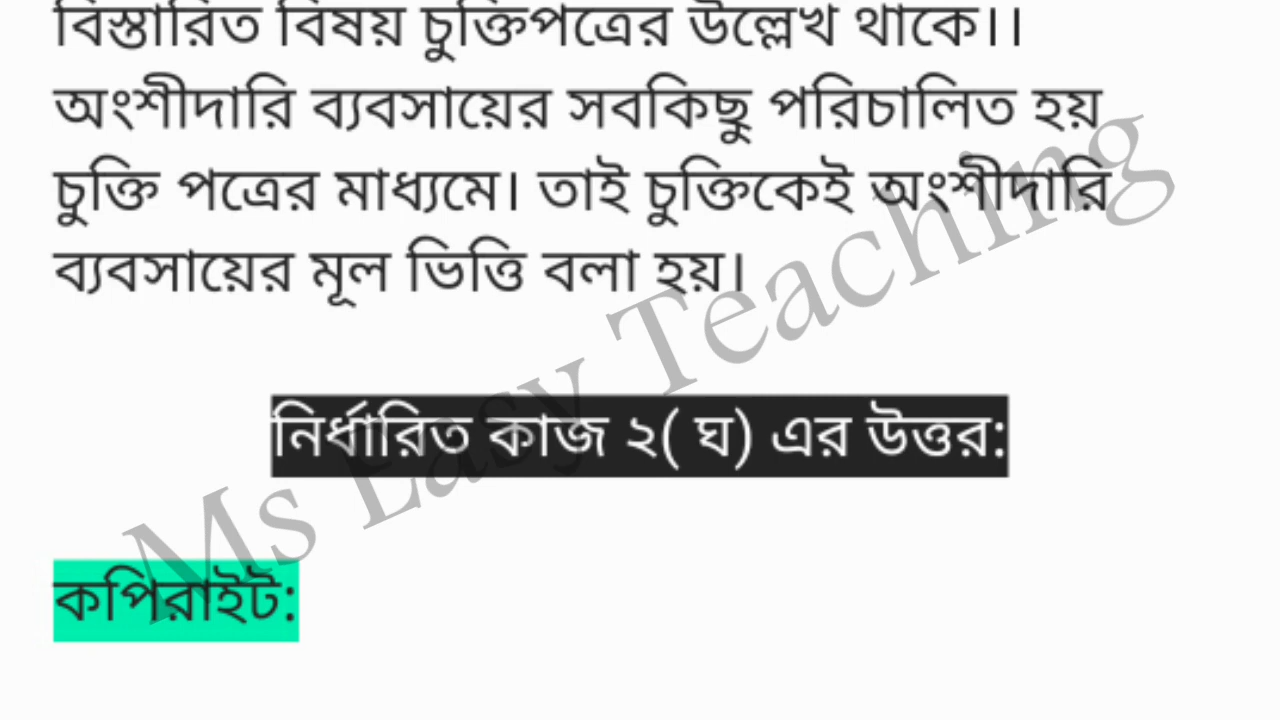 বিস্তারিত বিষয় চুক্তিপত্রের উল্লেখ থাকে।।
অংশীদারি ব্যবসায়ের সবকিছু পরিচালিত হয়
চুক্তি পত্রের মাধ্যমে। তাই চুক্তিকেই অংশীদারি
ব্যবসায়ের মূল ভিত্তি বলা হয়।
নির্ধারিত কাজ ২( ঘ) এর উত্তর:
কপিরাইট:
Ms Easy Teaching